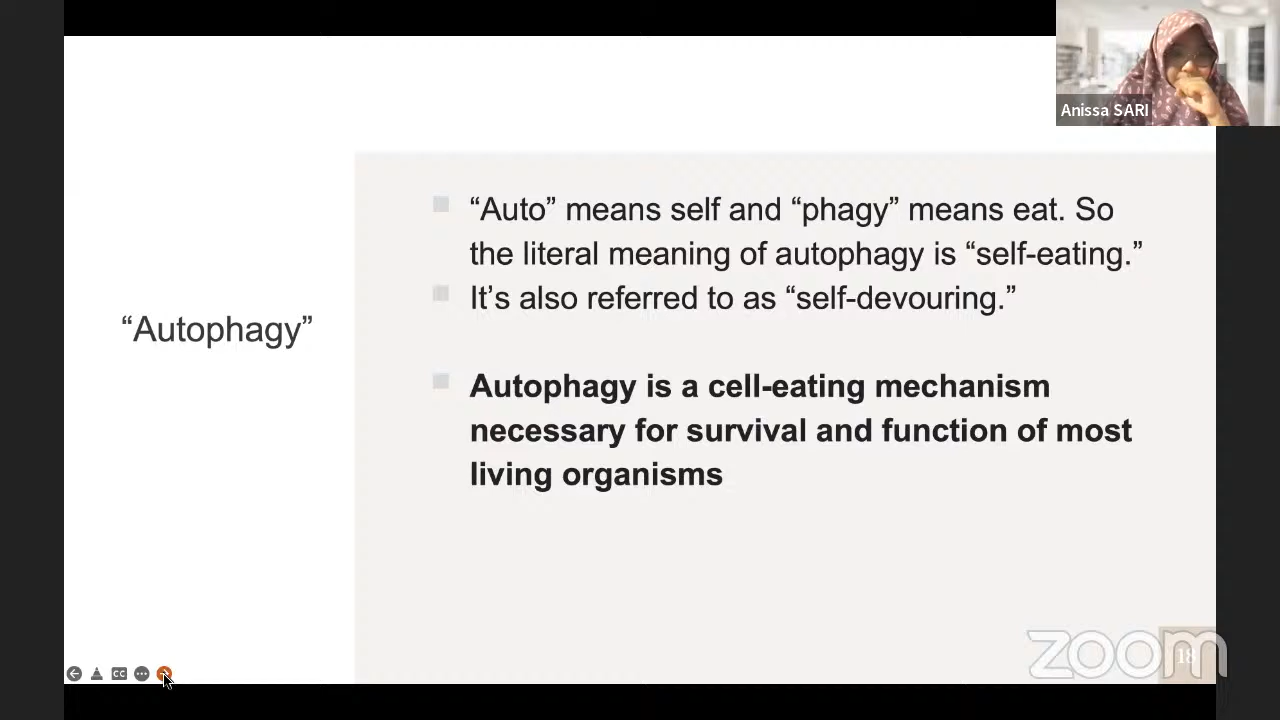 Anissa SARI
“Autophagy”
“Auto” means self and “phagy” means eat. So
the literal meaning of autophagy is “self-eating.”
It’s also referred to as “self-devouring.”
Autophagy is a cell-eating mechanism
necessary for survival and function of most
living organisms
CC
zoom
18